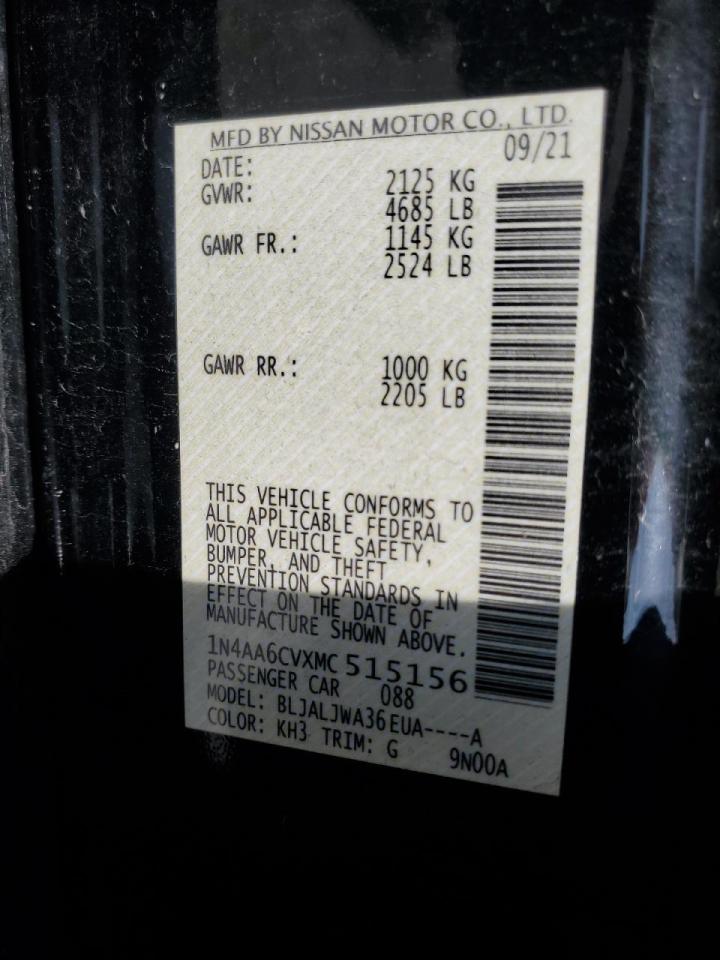 MFD BY NISSAN MOTOR CO., LTD.
DATE: 09/21
GVWR: 2125 KG
4685 LB
GAWR FR.: 1145 KG
2524 LB
GAWR RR.: 1000 KG
2205 LB
THIS VEHICLE CONFORMS TO
ALL APPLICABLE FEDERAL
MOTOR VEHICLE SAFETY,
BUMPER, AND THEFT
PREVENTION STANDARDS IN
EFFECT ON THE DATE OF
MANUFACTURE SHOWN ABOVE.
1N4AA6CVXMC515156
PASSENGER CAR 088
MODEL: BLJALJWA36EUA----A
COLOR: KH3 TRIM: G 9N00A